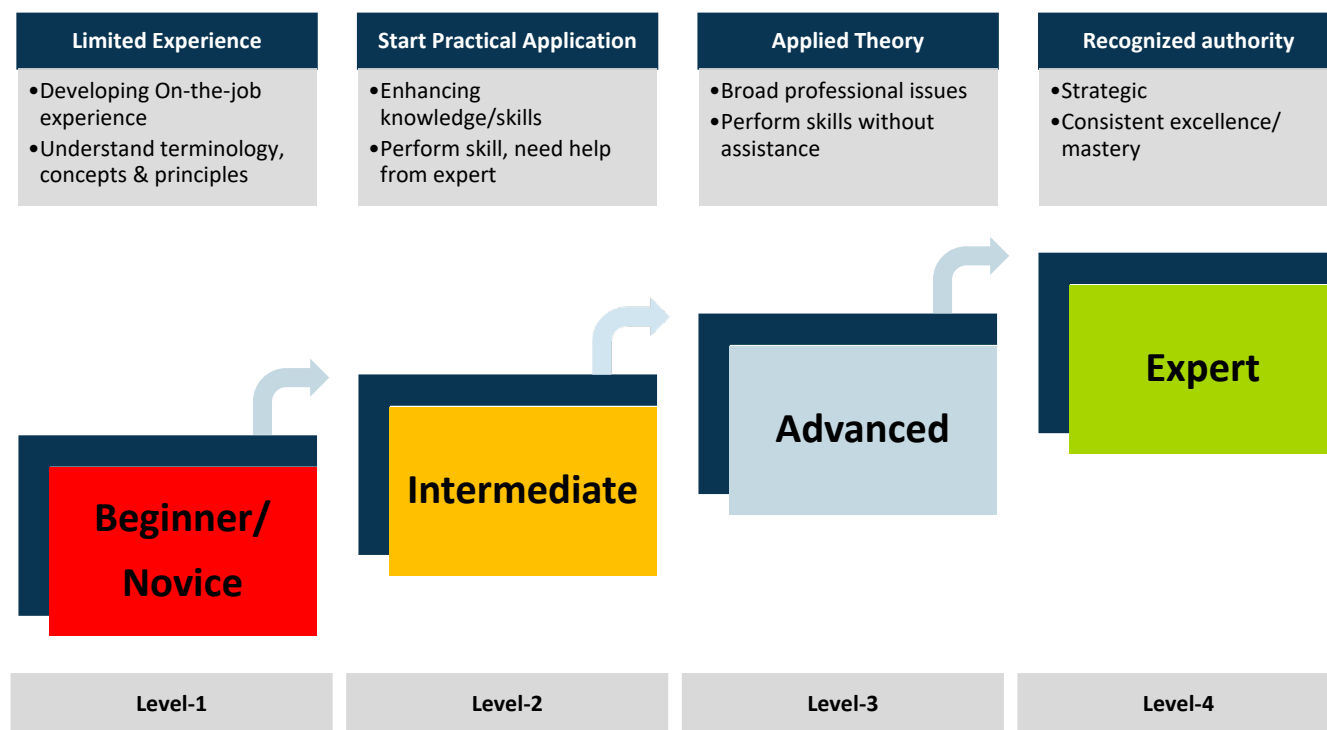 Limited Experience
•Developing On-the-job
experience
•Understand terminology,
concepts & principles
Start Practical Application
•Enhancing
knowledge/skills
•Perform skill, need help
from expert
Applied Theory
•Broad professional issues
•Perform skills without
assistance
Recognized authority
•Strategic
•Consistent excellence/
mastery
Beginner/
Novice
Intermediate
Advanced
Expert
Level-1
Level-2
Level-3
Level-4